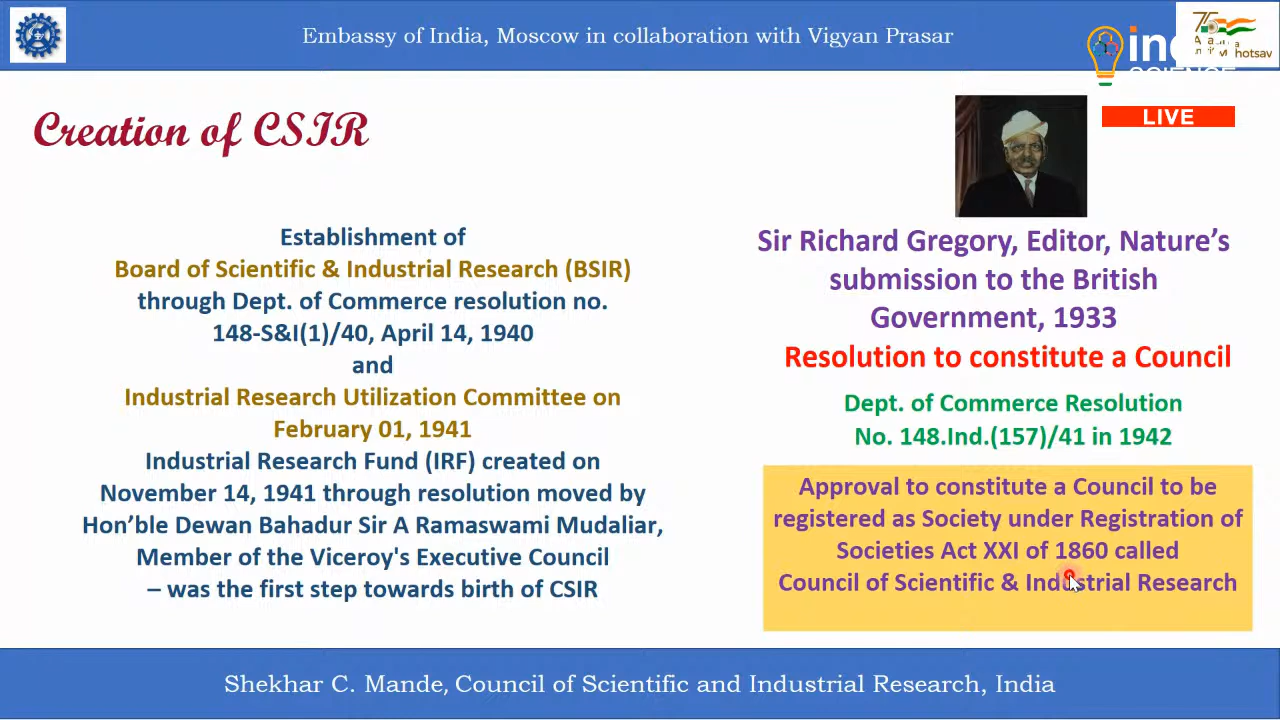 Embassy of India, Moscow in collaboration with Vigyan Prasar
LIVE
Creation of CSIR
Establishment of
Board of Scientific & Industrial Research (BSIR)
through Dept. of Commerce resolution no.
148-S&I(1)/40, April 14, 1940
and
Industrial Research Utilization Committee on
February 01, 1941
Industrial Research Fund (IRF) created on
November 14, 1941 through resolution moved by
Hon’ble Dewan Bahadur Sir A Ramaswami Mudaliar,
Member of the Viceroy's Executive Council
– was the first step towards birth of CSIR
Sir Richard Gregory, Editor, Nature’s
submission to the British
Government, 1933
Resolution to constitute a Council
Dept. of Commerce Resolution
No. 148.Ind.(157)/41 in 1942
Approval to constitute a Council to be
registered as Society under Registration of
Societies Act XXI of 1860 called
Council of Scientific & Industrial Research
Shekhar C. Mande, Council of Scientific and Industrial Research, India